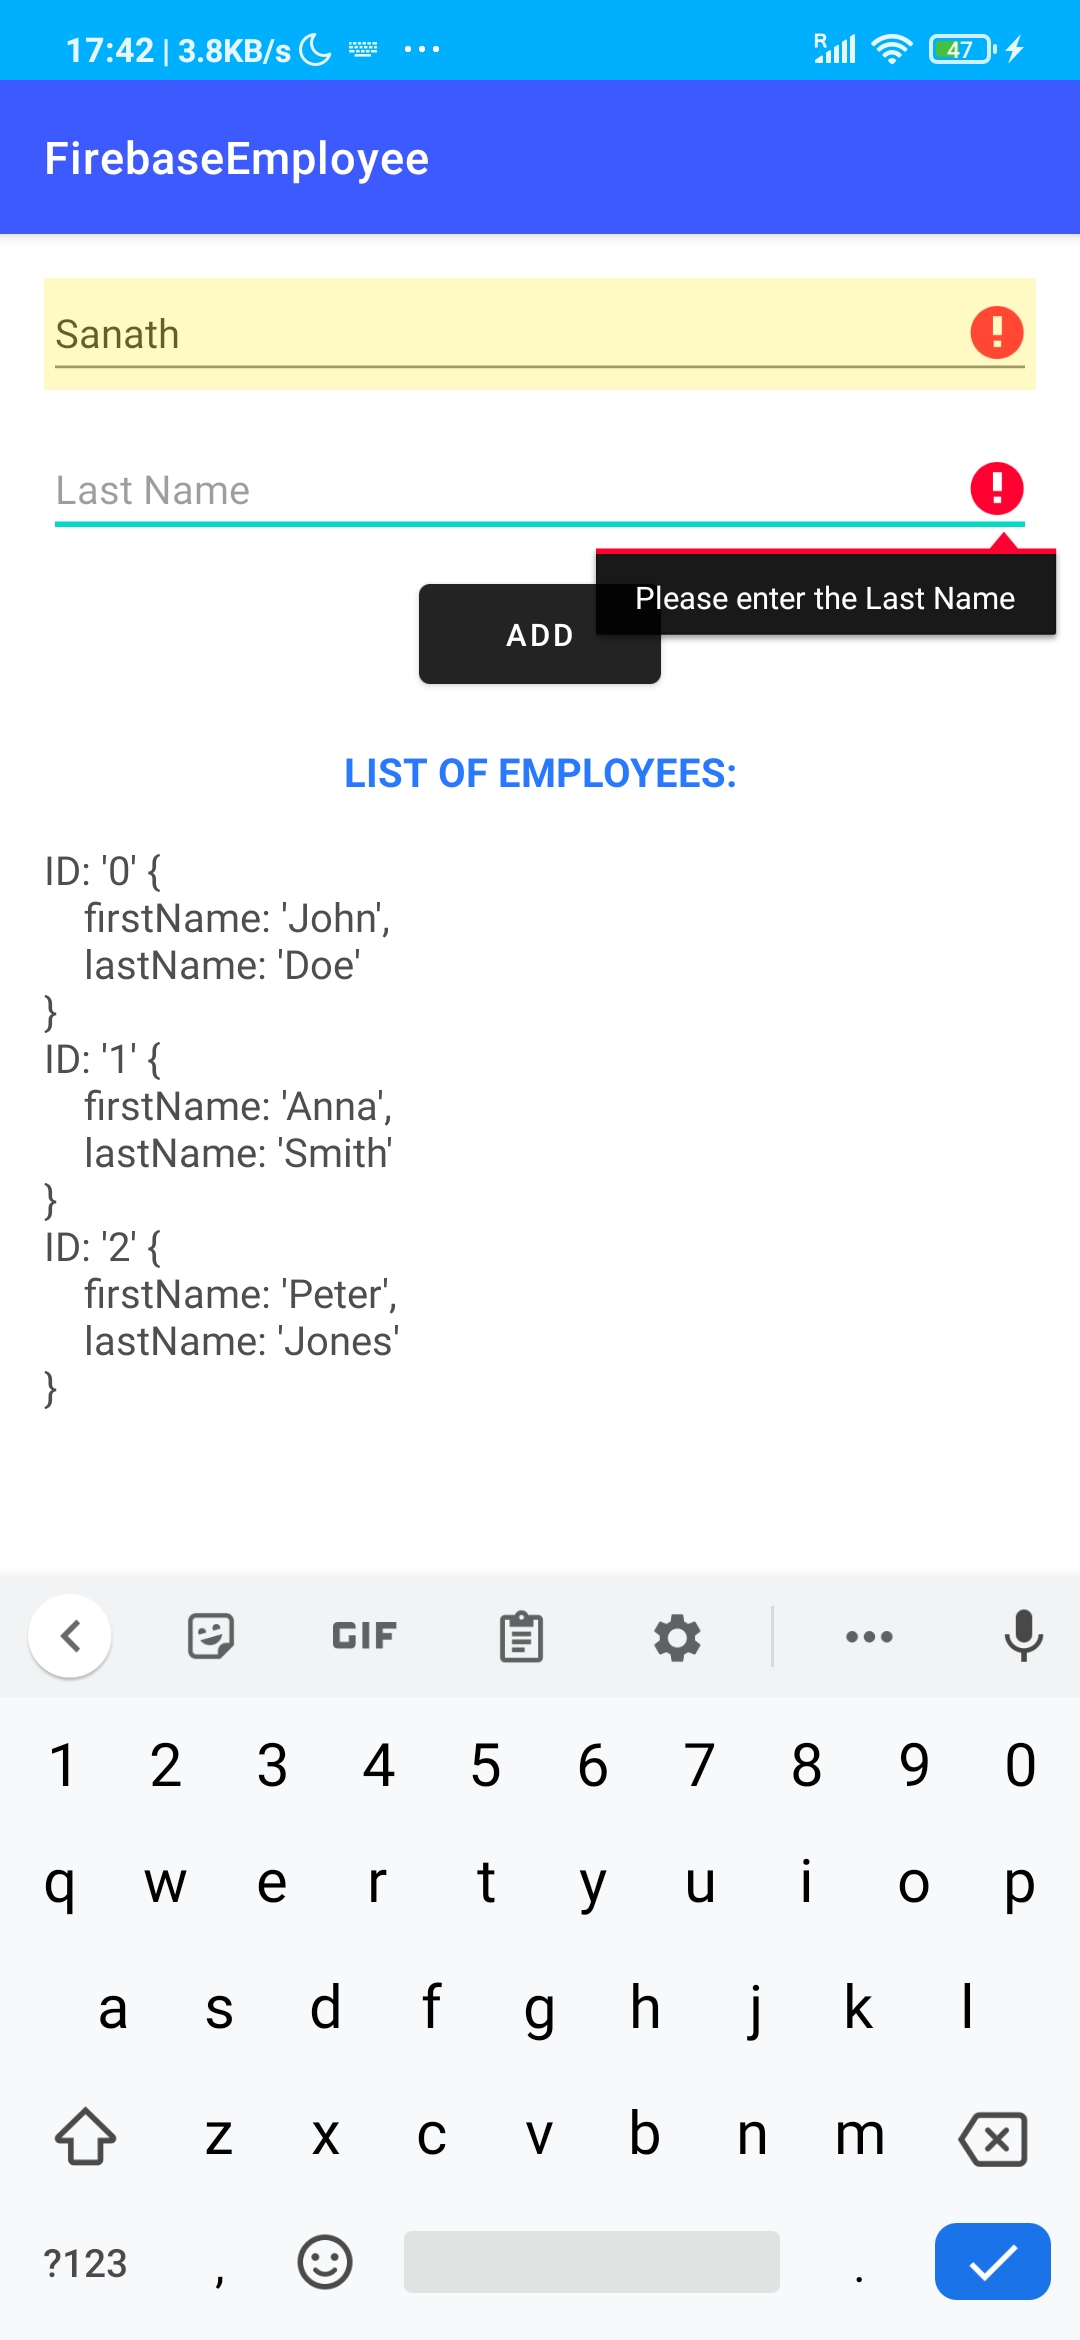 17:42 | 3.8KB/s ... R 47
FirebaseEmployee
Sanath
Last Name
Please enter the Last Name
ADD
LIST OF EMPLOYEES:
ID: '0' {
firstName: 'John',
lastName: 'Doe'
}
ID: '1' {
firstName: 'Anna',
lastName: 'Smith'
}
ID: '2' {
firstName: 'Peter',
lastName: 'Jones'
}
GIF
1 2 3 4 5 6 7 8 9 0
q w e r t y u i o p
a s d f g h j k l
z x c v b n m
?123 , .